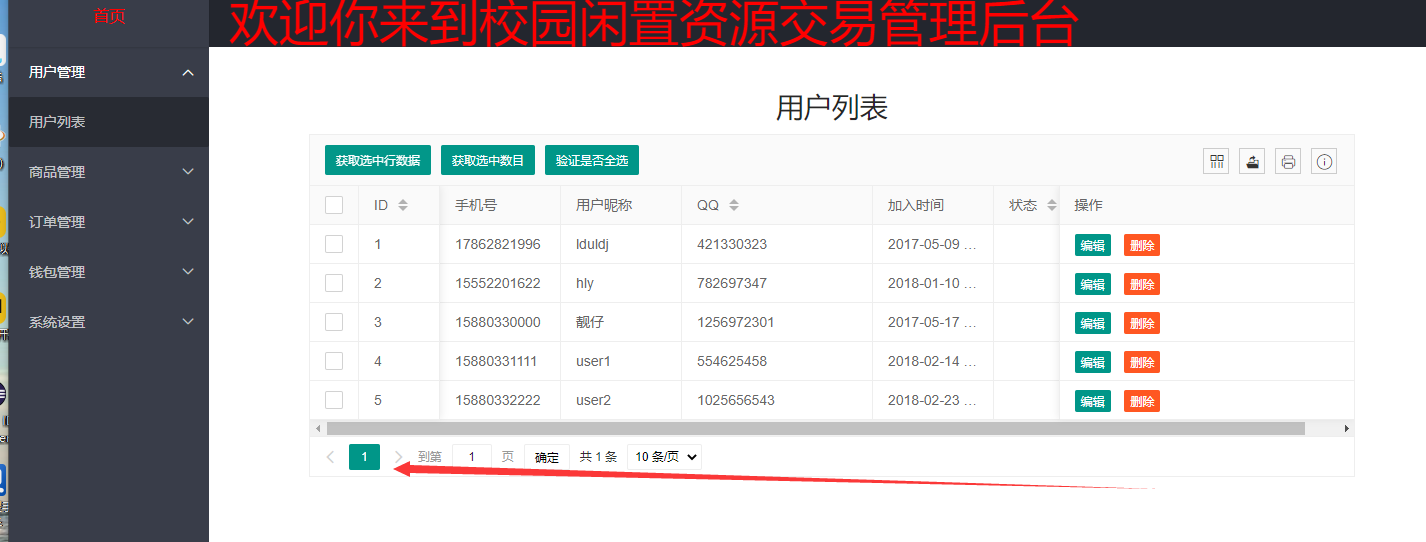 首页
欢迎你来到校园闲置资源交易管理后台
用户管理
用户列表
商品管理
订单管理
钱包管理
系统设置
用户列表
获取选中行数据 获取选中数目 验证是否全选
ID 手机号 用户昵称 QQ 加入时间 状态 操作
1 17862821996 lduldj 421330323 2017-05-09 … 编辑 删除
2 15552201622 hly 782697347 2018-01-10 … 编辑 删除
3 15880330000 靓仔 1256972301 2017-05-17 … 编辑 删除
4 15880331111 user1 554625458 2018-02-14 … 编辑 删除
5 15880332222 user2 1025656543 2018-02-23 … 编辑 删除
1 到第 1 页 确定 共 1 条 10 条/页